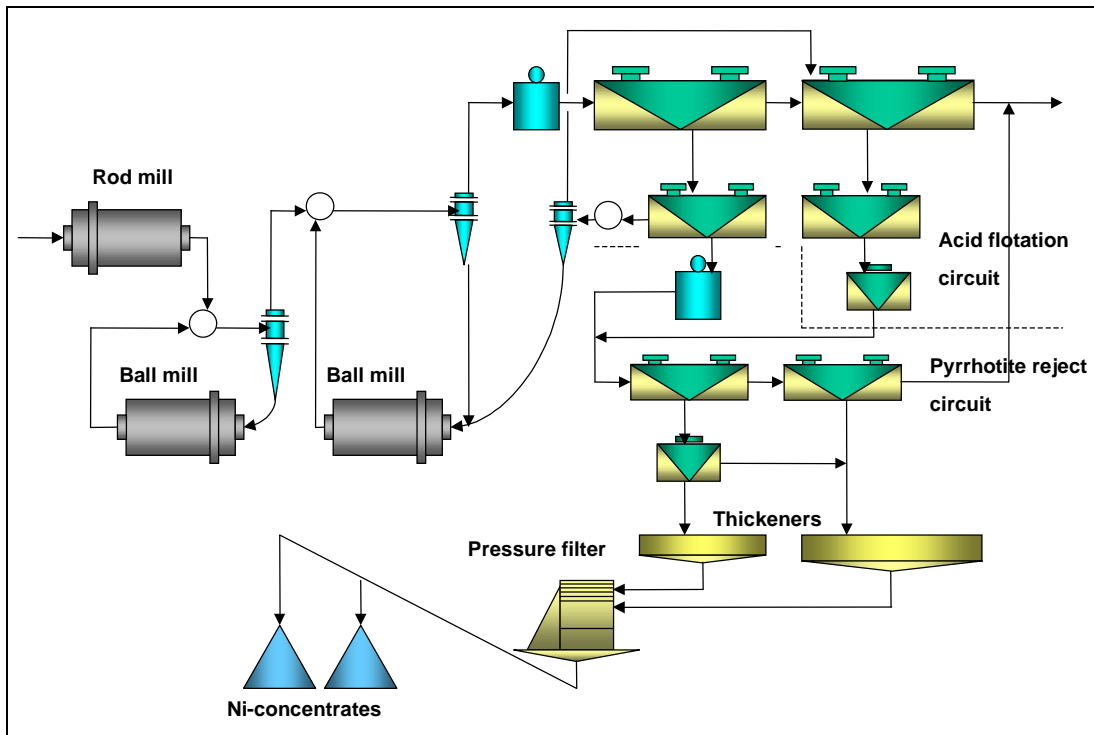 Rod mill
Acid flotation
circuit
Ball mill
Ball mill
Pyrrhotite reject
circuit
Thickeners
Pressure filter
Ni-concentrates